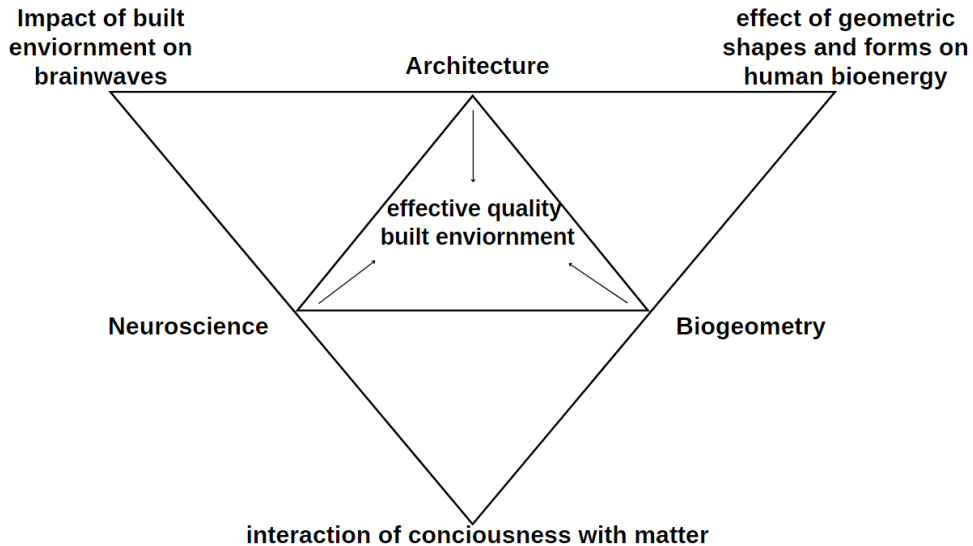 Impact of built
enviornment on
brainwaves
Architecture
effect of geometric
shapes and forms on
human bioenergy
effective quality
built enviornment
Neuroscience
Biogeometry
interaction of conciousness with matter